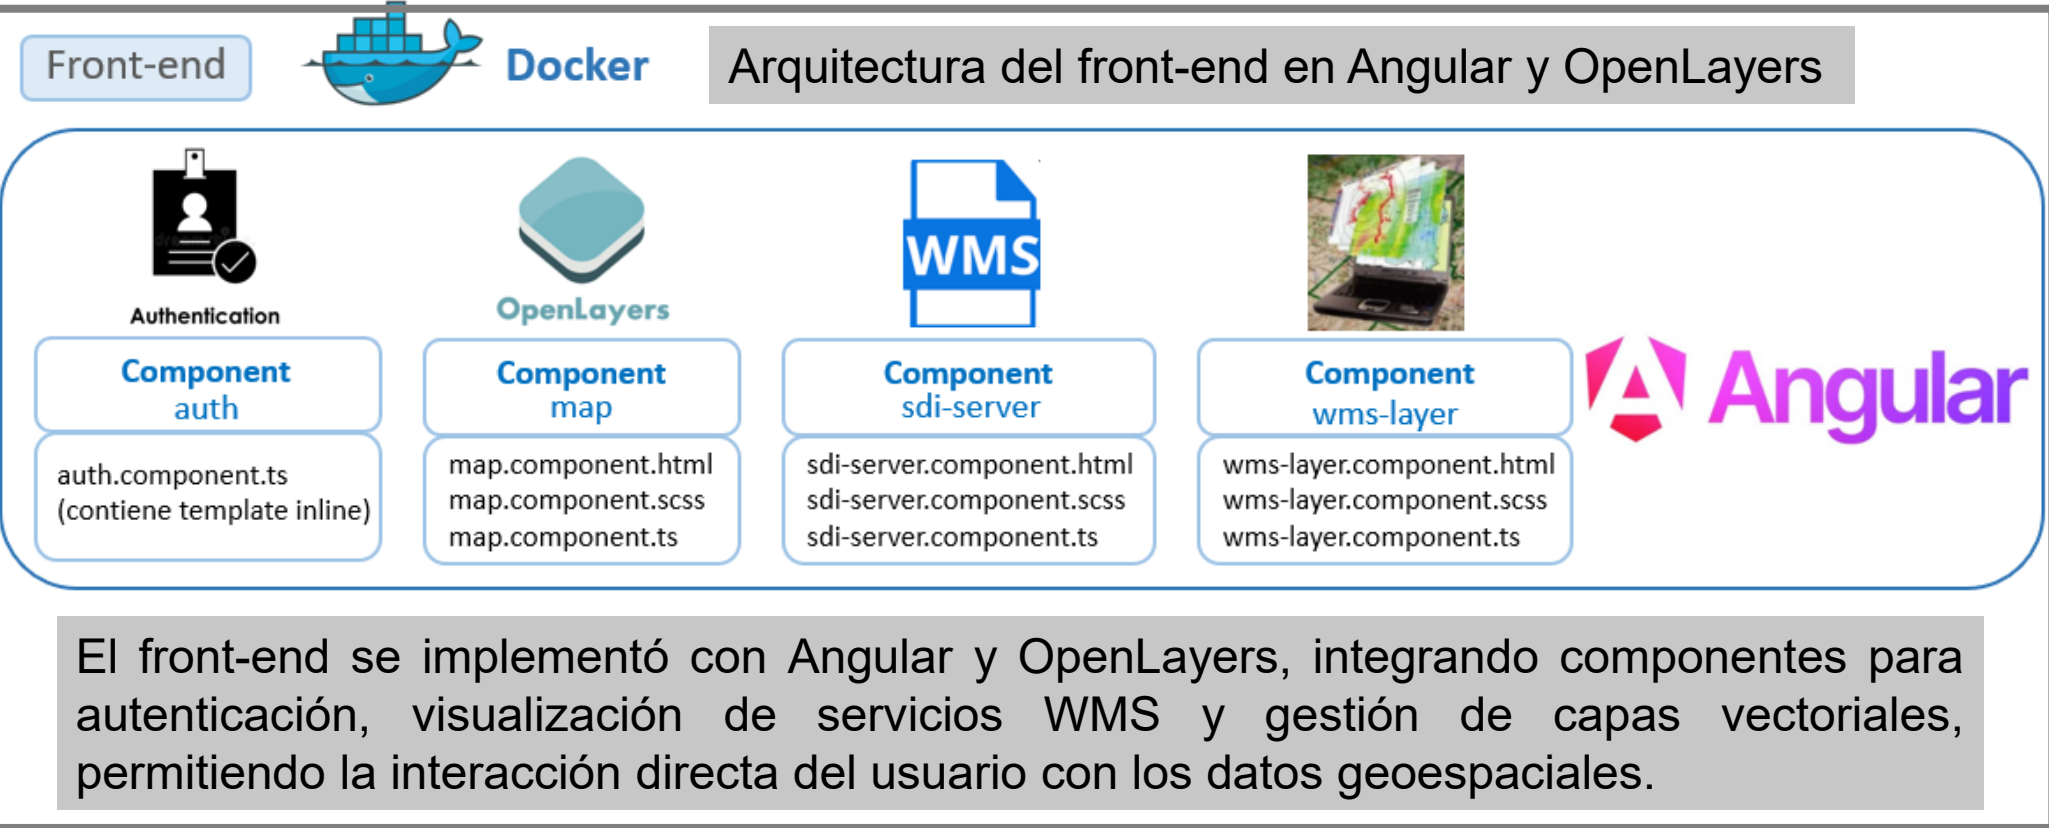 Front-end
Docker
Arquitectura del front-end en Angular y OpenLayers
Authentication
OpenLayers
WMS
Component
auth
Component
map
Component
sdi-server
Component
wms-layer
Angular
auth.component.ts
(contiene template inline)
map.component.html
map.component.scss
map.component.ts
sdi-server.component.html
sdi-server.component.scss
sdi-server.component.ts
wms-layer.component.html
wms-layer.component.scss
wms-layer.component.ts
El front-end se implementó con Angular y OpenLayers, integrando componentes para
autenticación, visualización de servicios WMS y gestión de capas vectoriales,
permitiendo la interacción directa del usuario con los datos geoespaciales.